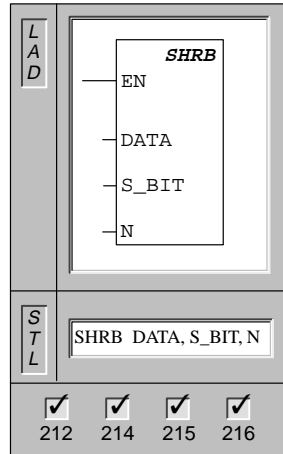 L
A
D
SHRB
EN
DATA
S_BIT
N
S
T
L
SHRB DATA, S_BIT, N
212 214 215 216